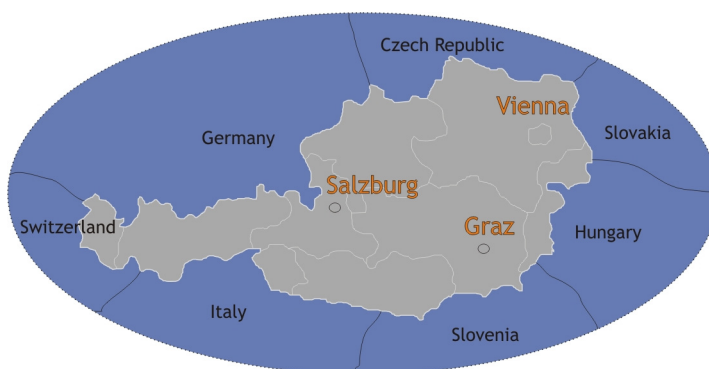 Czech Republic
Vienna
Germany
Slovakia
Salzburg
Switzerland
Graz
Hungary
Italy
Slovenia